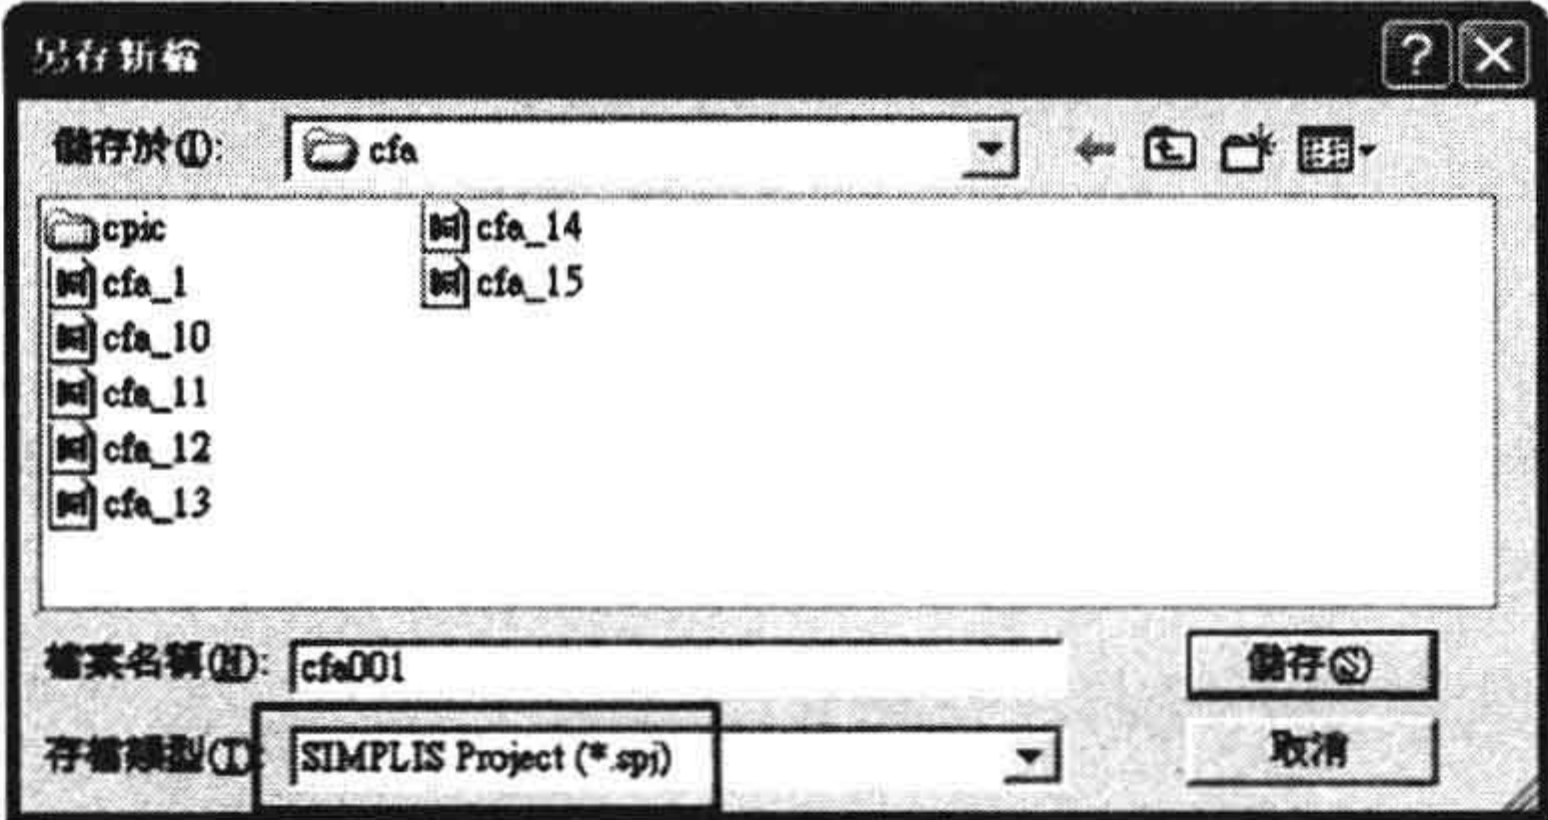 另存新檔
儲存於(I): cfa
cpic
cfa_1
cfa_10
cfa_11
cfa_12
cfa_13
cfa_14
cfa_15
檔案名稱(N): cfa001
儲存(S)
存檔類型(T): SIMPLIS Project (*.spj)
取消